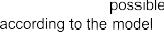 possible
according to the model